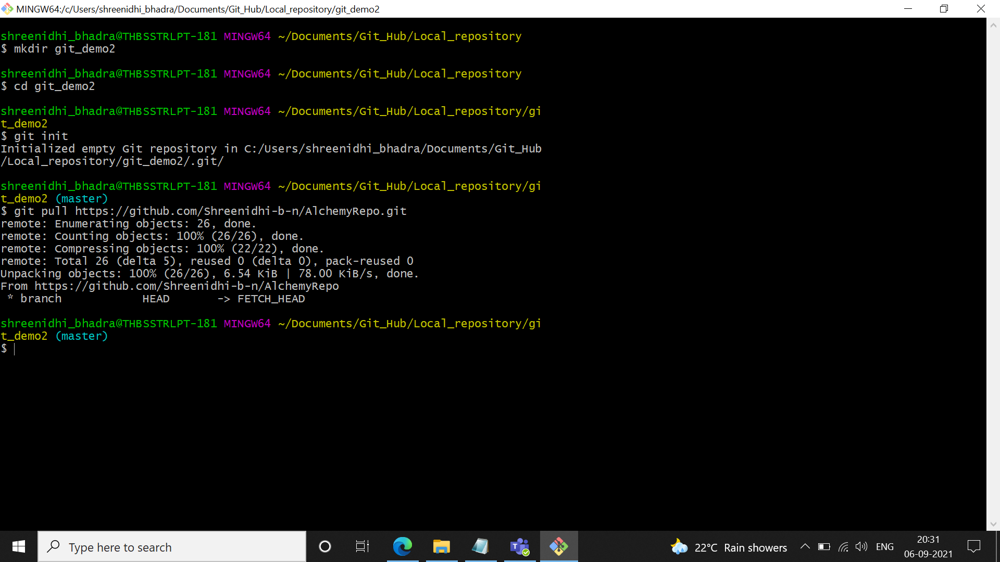 MINGW64:/c/Users/shreenidhi_bhadra/Documents/Git_Hub/Local_repository/git_demo2
shreenidhi_bhadra@THBSSTRLPT-181 MINGW64 ~/Documents/Git_Hub/Local_repository
$ mkdir git_demo2
shreenidhi_bhadra@THBSSTRLPT-181 MINGW64 ~/Documents/Git_Hub/Local_repository
$ cd git_demo2
shreenidhi_bhadra@THBSSTRLPT-181 MINGW64 ~/Documents/Git_Hub/Local_repository/gi
t_demo2
$ git init
Initialized empty Git repository in C:/Users/shreenidhi_bhadra/Documents/Git_Hub
/Local_repository/git_demo2/.git/
shreenidhi_bhadra@THBSSTRLPT-181 MINGW64 ~/Documents/Git_Hub/Local_repository/gi
t_demo2 (master)
$ git pull https://github.com/Shreenidhi-b-n/AlchemyRepo.git
remote: Enumerating objects: 26, done.
remote: Counting objects: 100% (26/26), done.
remote: Compressing objects: 100% (22/22), done.
remote: Total 26 (delta 5), reused 0 (delta 0), pack-reused 0
Unpacking objects: 100% (26/26), 6.54 KiB | 78.00 KiB/s, done.
From https://github.com/Shreenidhi-b-n/AlchemyRepo
 * branch            HEAD       -> FETCH_HEAD
shreenidhi_bhadra@THBSSTRLPT-181 MINGW64 ~/Documents/Git_Hub/Local_repository/gi
t_demo2 (master)
$
Type here to search
22°C Rain showers
ENG
20:31
06-09-2021